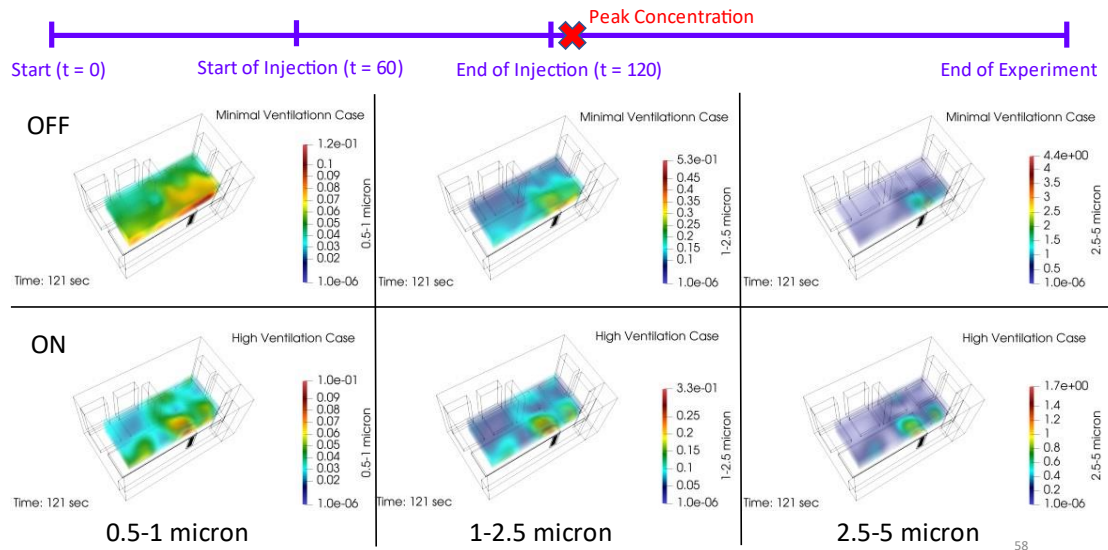 Peak Concentration
Start (t = 0)
Start of Injection (t = 60)
End of Injection (t = 120)
End of Experiment
OFF
Minimal Ventilationn Case
1.2e-01
0.1
0.09
0.08
0.07
0.06
0.05
0.04
0.03
0.02
1.0e-06
0.5-1 micron
Time: 121 sec
Minimal Ventilationn Case
5.3e-01
0.45
0.4
0.35
0.3
0.25
0.2
0.15
0.1
1.0e-06
1-2.5 micron
Time: 121 sec
Minimal Ventilationn Case
4.4e+00
4
3.5
3
2.5
2
1.5
1
0.5
1.0e-06
2.5-5 micron
Time: 121 sec
ON
High Ventilation Case
1.0e-01
0.09
0.08
0.07
0.06
0.05
0.04
0.03
0.02
1.0e-06
0.5-1 micron
Time: 121 sec
High Ventilation Case
3.3e-01
0.25
0.2
0.15
0.1
0.05
1.0e-06
1-2.5 micron
Time: 121 sec
High Ventilation Case
1.7e+00
1.4
1.2
1
0.8
0.6
0.4
0.2
1.0e-06
2.5-5 micron
Time: 121 sec
0.5-1 micron
1-2.5 micron
2.5-5 micron
58